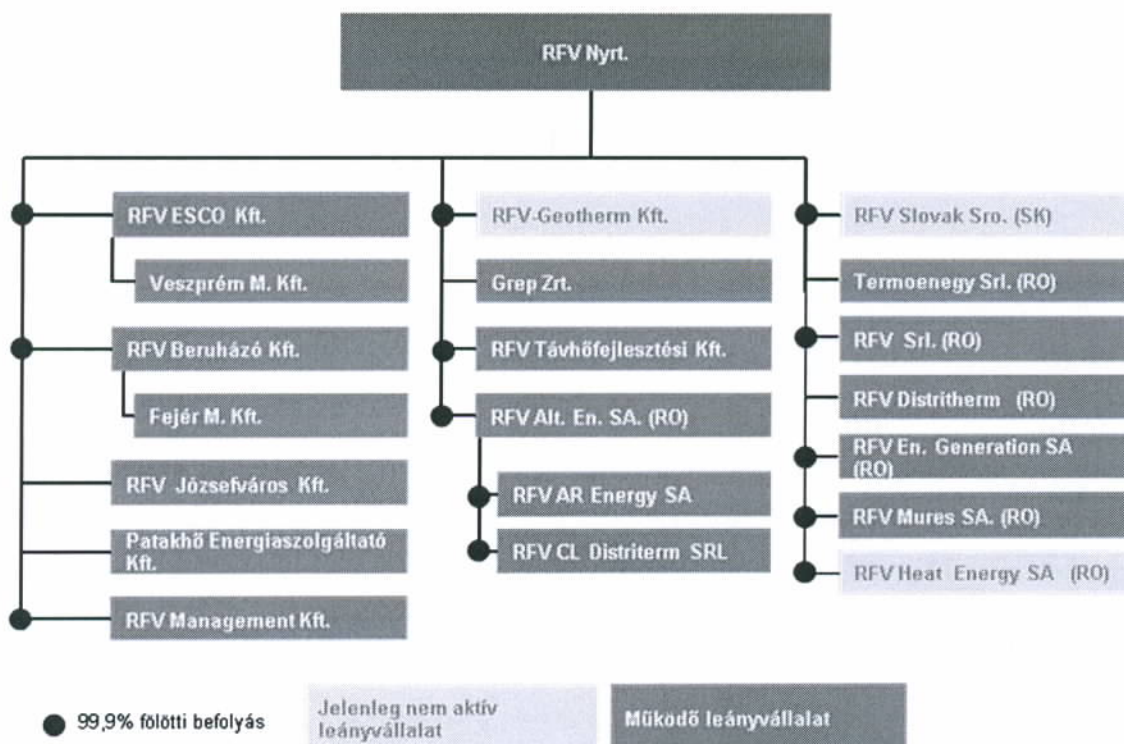 RFV Nyrt.
RFV ESCO Kft.
Veszprém M. Kft.
RFV Beruházó Kft.
Fejér M. Kft.
RFV Józsefváros Kft.
Patakhő Energiaszolgáltató
Kft.
RFV Management Kft.
RFV-Geotherm Kft.
Grep Zrt.
RFV Távhőfejlesztési Kft.
RFV Alt. En. SA. (RO)
RFV AR Energy SA
RFV CL Distriterm SRL
RFV Slovak Sro. (SK)
Termoenegy Srl. (RO)
RFV Srl. (RO)
RFV Distritherm (RO)
RFV En. Generation SA
(RO)
RFV Mures SA. (RO)
RFV Heat Energy SA (RO)
99,9% fölötti befolyás
Jelenleg nem aktív
leányvállalat
Működő leányvállalat